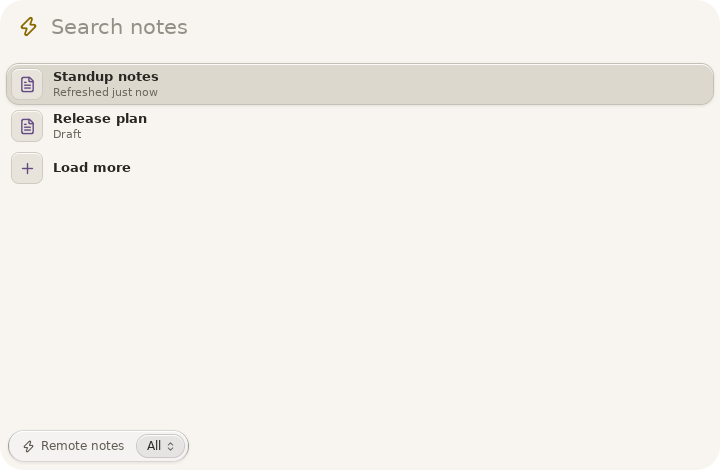 Search notes
Standup notes
Refreshed just now
Release plan
Draft
Load more
Remote notes
All